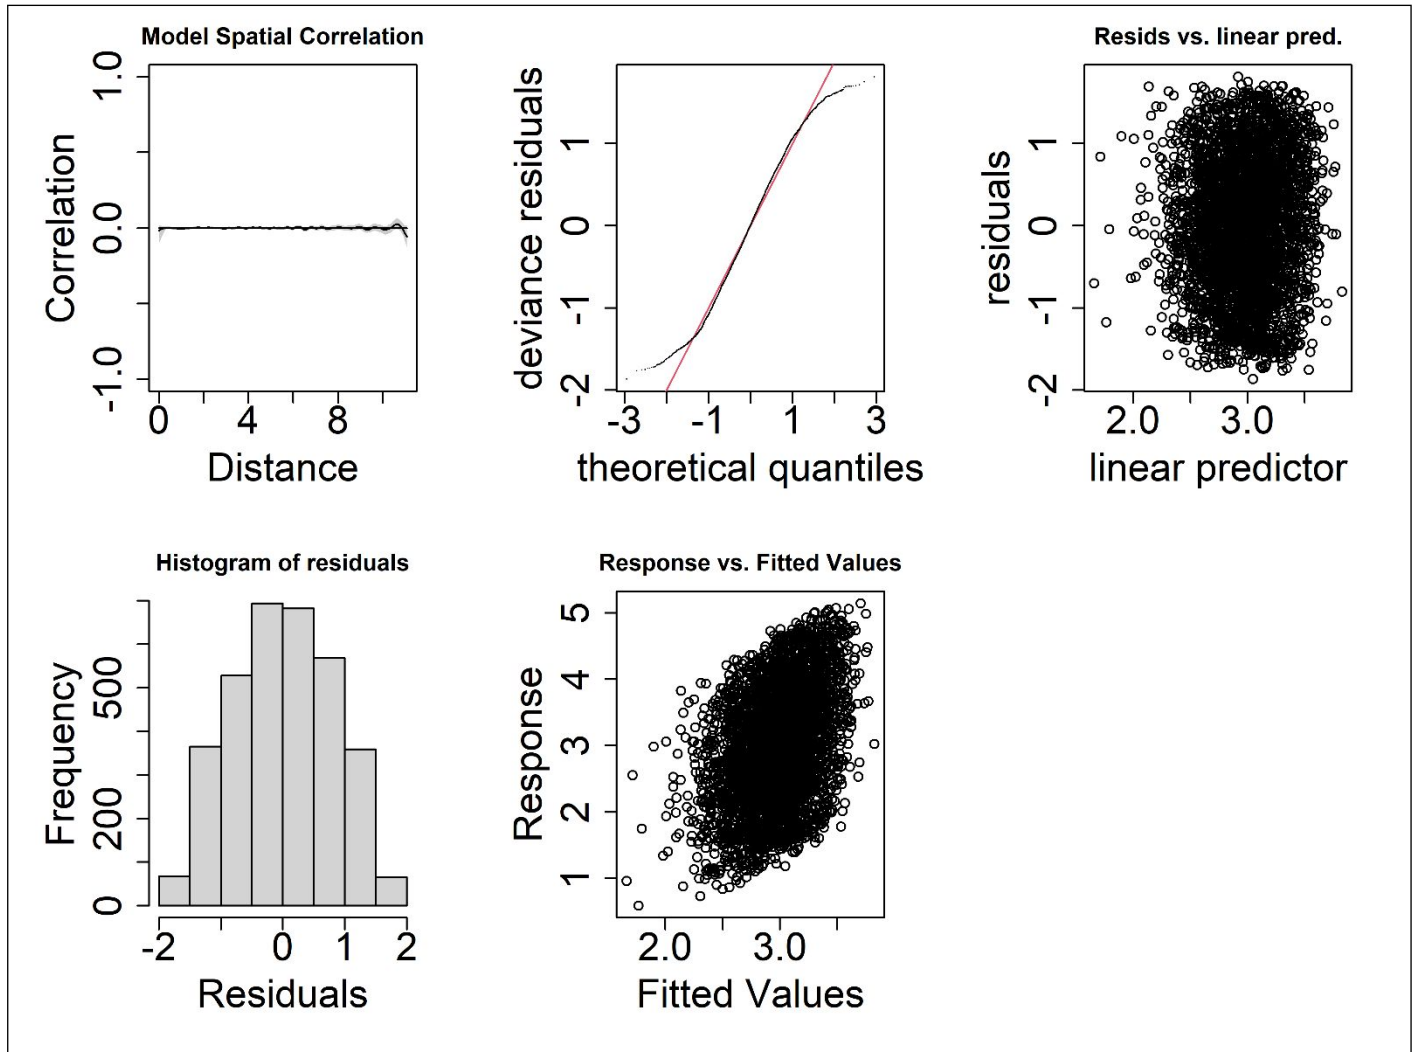 Model Spatial Correlation
Correlation
1.0
0.0
-1.0
0 4 8
Distance
deviance residuals
1
0
-1
-2
-3 -1 1 3
theoretical quantiles
Resids vs. linear pred.
residuals
1
0
-1
-2
2.0 3.0
linear predictor
Histogram of residuals
Frequency
500
200
0
-2 0 1 2
Residuals
Response vs. Fitted Values
Response
5
4
3
2
1
2.0 3.0
Fitted Values